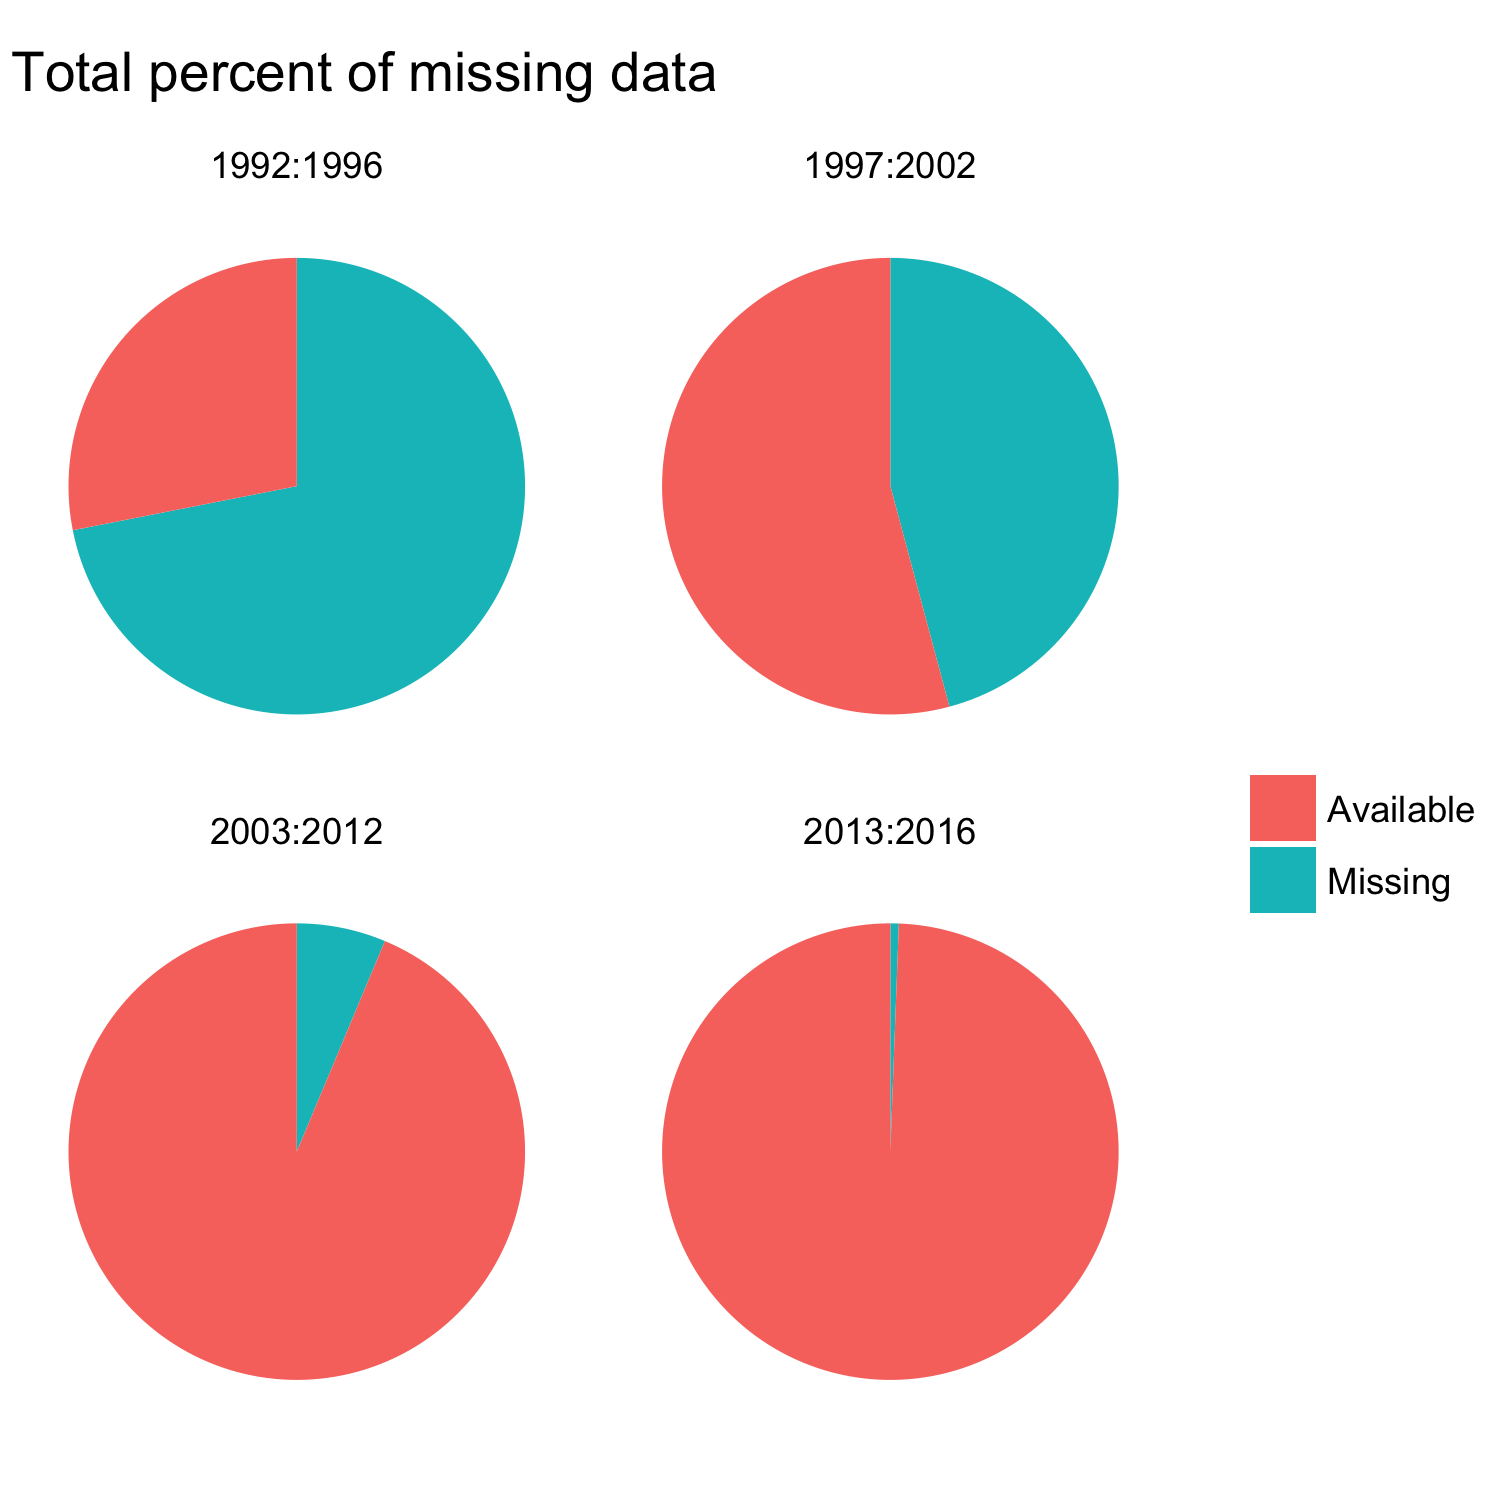 Total percent of missing data
1992:1996
1997:2002
2003:2012
2013:2016
Available
Missing